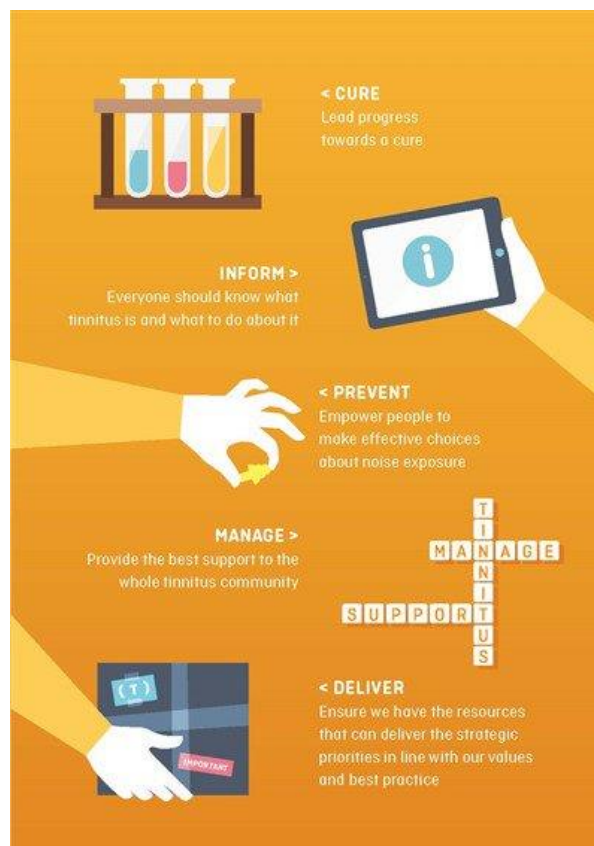 < CURE
Lead progress
towards a cure
INFORM >
Everyone should know what
tinnitus is and what to do about it
i
< PREVENT
Empower people to
make effective choices
about noise exposure
MANAGE >
Provide the best support to the
whole tinnitus community
TINNITUS
MANAGE
SUPPORT
(T)
IMPORTANT
< DELIVER
Ensure we have the resources
that can deliver the strategic
priorities in line with our values
and best practice